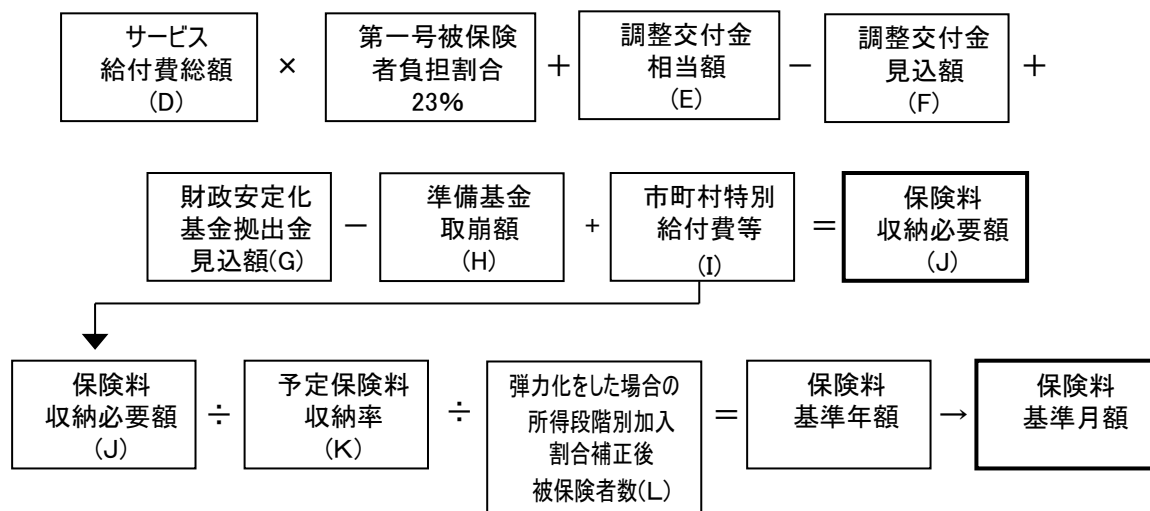 サービス
給付費総額
(D)
×
第一号被保険
者負担割合
23%
＋
調整交付金
相当額
(E)
－
調整交付金
見込額
(F)
＋
財政安定化
基金拠出金
見込額(G)
－
準備基金
取崩額
(H)
+
市町村特別
給付費等
(I)
＝
保険料
収納必要額
(J)
保険料
収納必要額
(J)
÷
予定保険料
収納率
(K)
÷
弾力化をした場合の
所得段階別加入
割合補正後
被保険者数(L)
＝
保険料
基準年額
→
保険料
基準月額